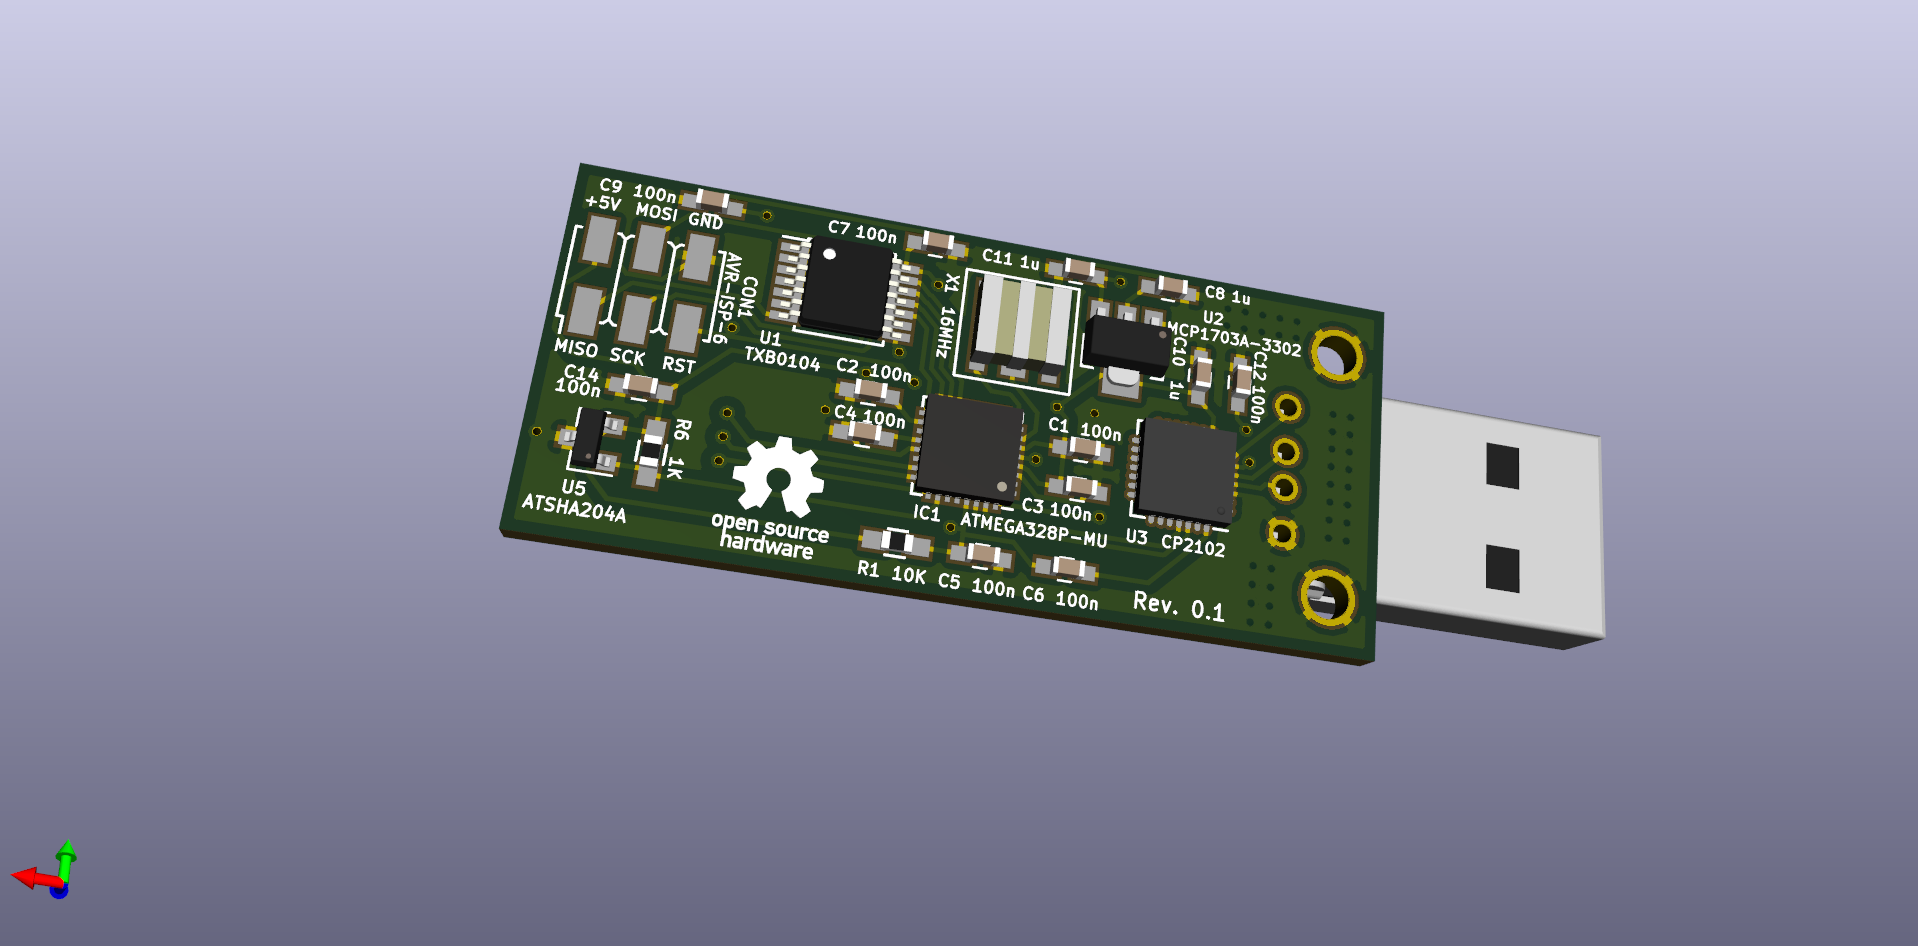 C9 100n
+5V MOSI GND
MISO SCK RST
CON1
AVR-ISP-6
C7 100n
U1
TXB0104
C11 1u
C8 1u
X1 16MHz
U2
MCP1703A-3302
C10 1u
C12 100n
C2 100n
C4 100n
C14
100n
R6 1K
U5
ATSHA204A
open source
hardware
C1 100n
C3 100n
IC1 ATMEGA328P-MU
U3 CP2102
R1 10K
C5 100n
C6 100n
Rev. 0.1